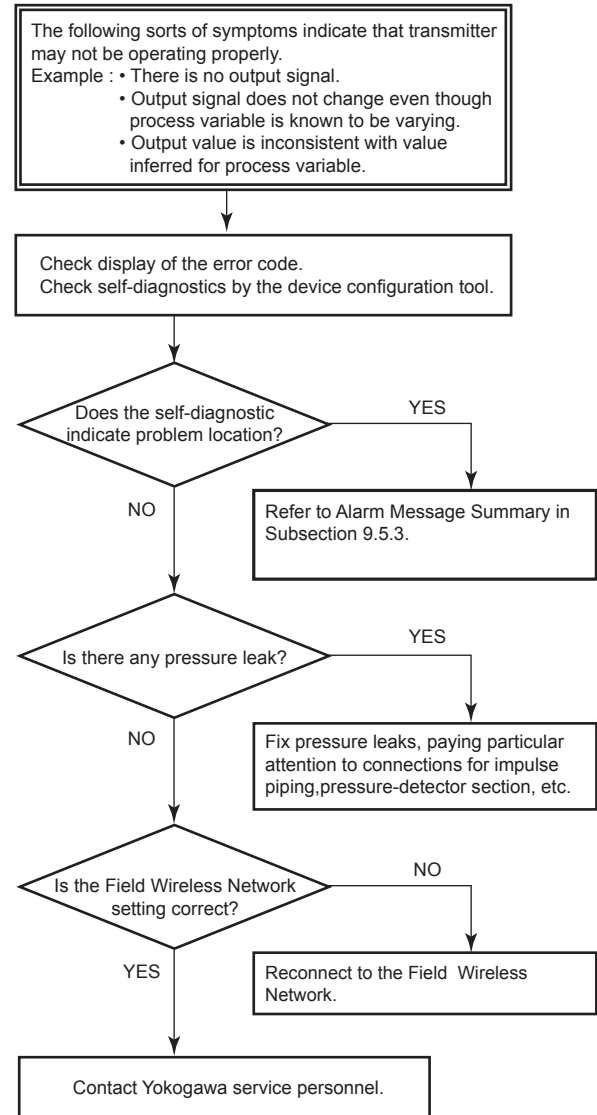 The following sorts of symptoms indicate that transmitter
may not be operating properly.
Example : • There is no output signal.
• Output signal does not change even though
process variable is known to be varying.
• Output value is inconsistent with value
inferred for process variable.
Check display of the error code.
Check self-diagnostics by the device configuration tool.
Does the self-diagnostic
indicate problem location?
YES
NO
Refer to Alarm Message Summary in
Subsection 9.5.3.
Is there any pressure leak?
YES
NO
Fix pressure leaks, paying particular
attention to connections for impulse
piping,pressure-detector section, etc.
Is the Field Wireless Network
setting correct?
NO
YES
Reconnect to the Field Wireless
Network.
Contact Yokogawa service personnel.